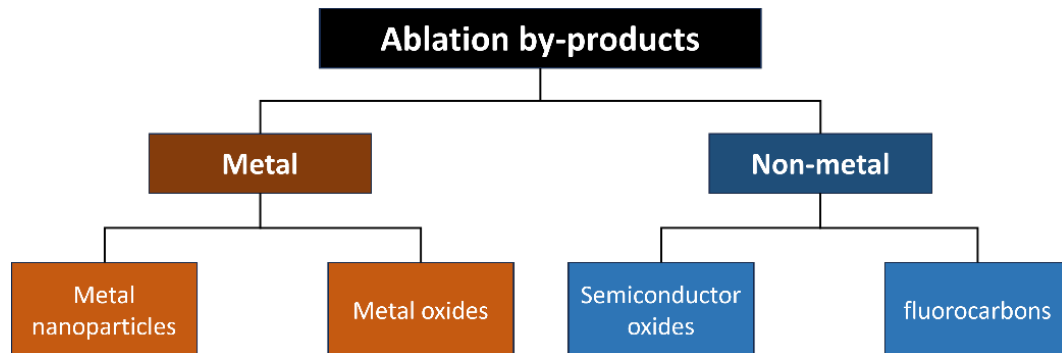 Ablation by-products
Metal
Non-metal
Metal
nanoparticles
Metal oxides
Semiconductor
oxides
fluorocarbons